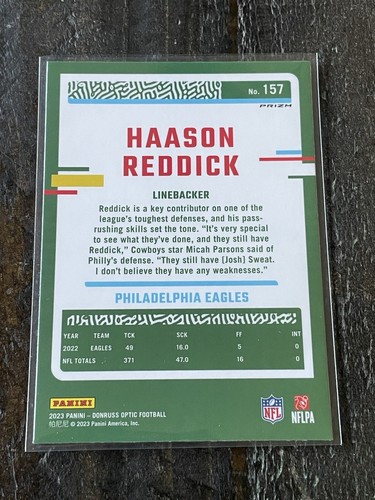 No. 157
PRIZM
HAASON
REDDICK
LINEBACKER
Reddick is a key contributor on one of the
league's toughest defenses, and his pass-
rushing skills set the tone. "It's very special
to see what they've done, and they still have
Reddick," Cowboys star Micah Parsons said of
Philly's defense. "They still have [Josh] Sweat.
I don't believe they have any weaknesses."
PHILADELPHIA EAGLES
YEAR TEAM TCK SCK FF INT
2022 EAGLES 49 16.0 5 0
NFL TOTALS 371 47.0 16 0
PANINI
2023 PANINI – DONRUSS OPTIC FOOTBALL
帕尼尼 © 2023 Panini America, Inc.
NFL
NFLPA